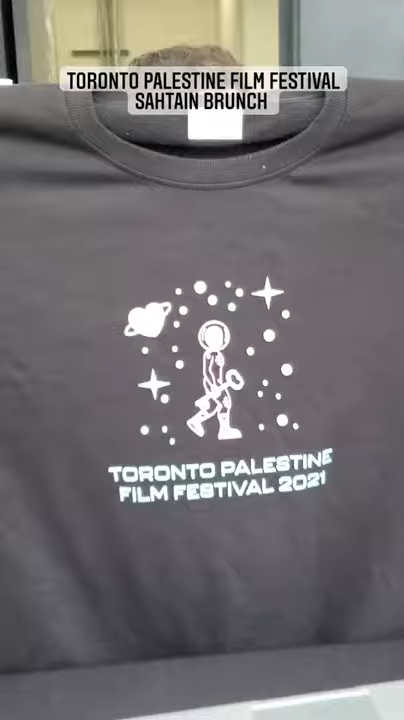 TORONTO PALESTINE FILM FESTIVAL
SAHTAIN BRUNCH
TORONTO PALESTINE
FILM FESTIVAL 2021